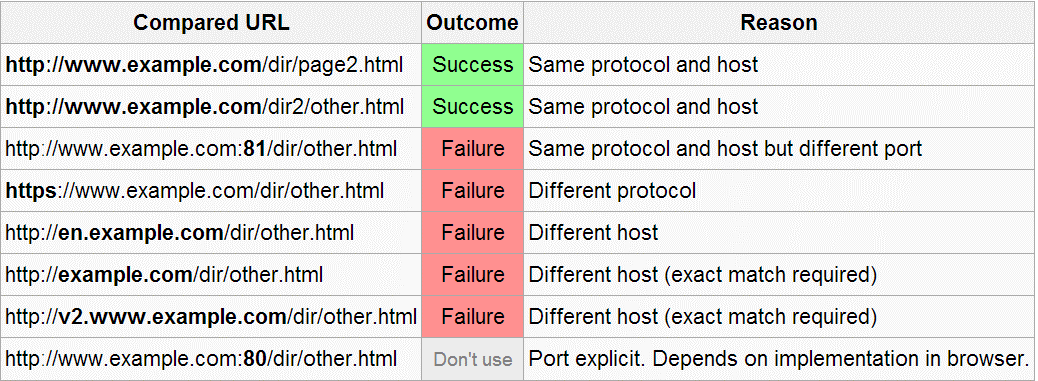 Compared URL Outcome Reason
http://www.example.com/dir/page2.html Success Same protocol and host
http://www.example.com/dir2/other.html Success Same protocol and host
http://www.example.com:81/dir/other.html Failure Same protocol and host but different port
https://www.example.com/dir/other.html Failure Different protocol
http://en.example.com/dir/other.html Failure Different host
http://example.com/dir/other.html Failure Different host (exact match required)
http://v2.www.example.com/dir/other.html Failure Different host (exact match required)
http://www.example.com:80/dir/other.html Don't use Port explicit. Depends on implementation in browser.